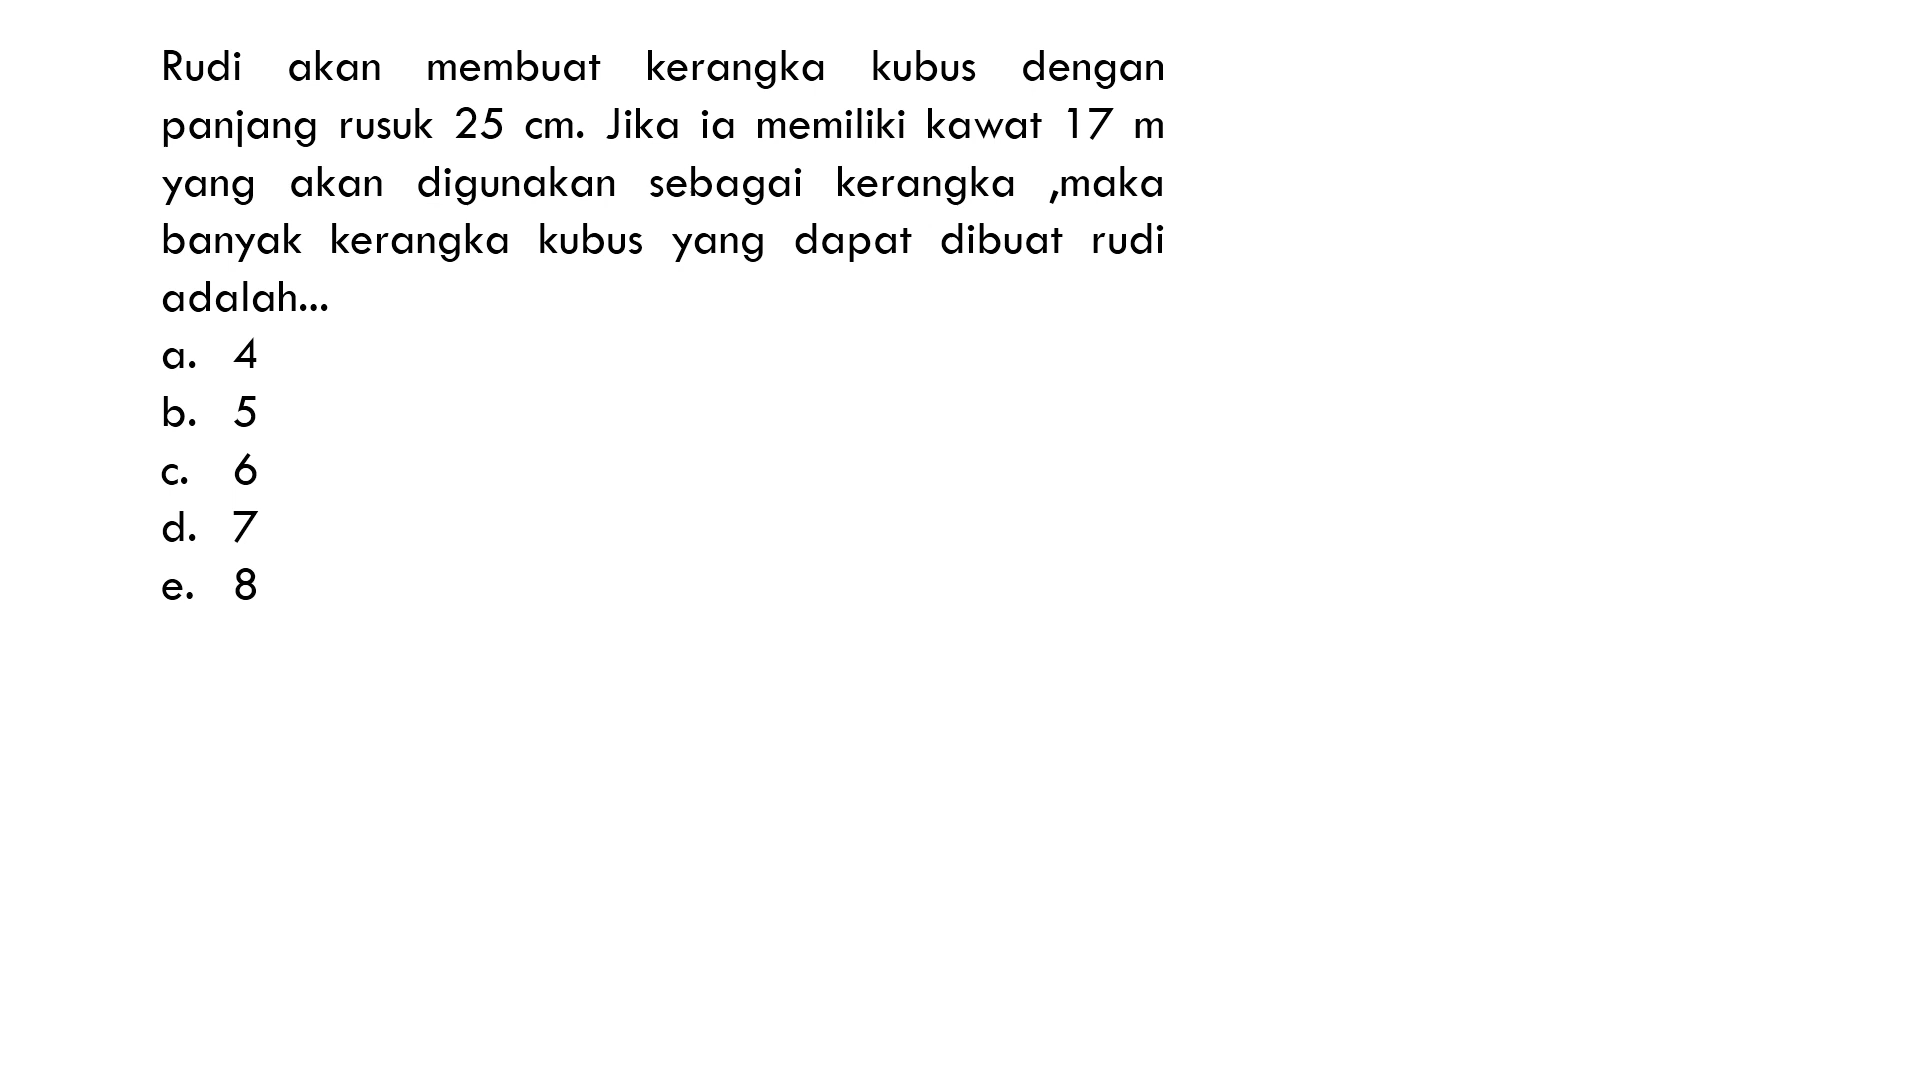 Rudi akan membuat kerangka kubus dengan
panjang rusuk 25 cm. Jika ia memiliki kawat 17 m
yang akan digunakan sebagai kerangka ,maka
banyak kerangka kubus yang dapat dibuat rudi
adalah...
a. 4
b. 5
c. 6
d. 7
e. 8